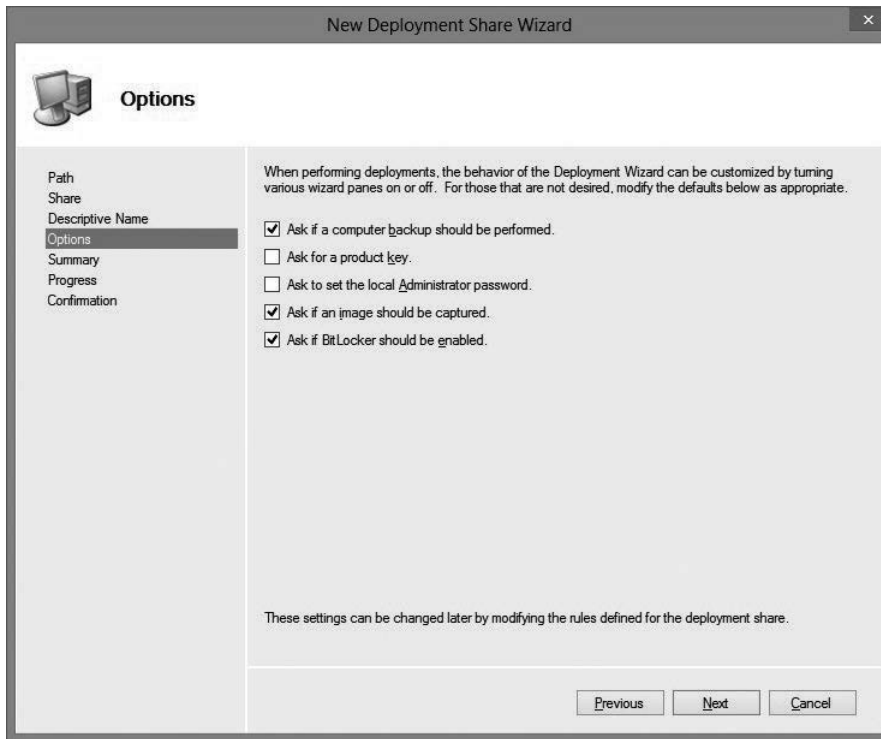 New Deployment Share Wizard
Options
Path
Share
Descriptive Name
Options
Summary
Progress
Confirmation
When performing deployments, the behavior of the Deployment Wizard can be customized by turning
various wizard panes on or off. For those that are not desired, modify the defaults below as appropriate.
Ask if a computer backup should be performed.
Ask for a product key.
Ask to set the local Administrator password.
Ask if an image should be captured.
Ask if BitLocker should be enabled.
These settings can be changed later by modifying the rules defined for the deployment share.
Previous
Next
Cancel